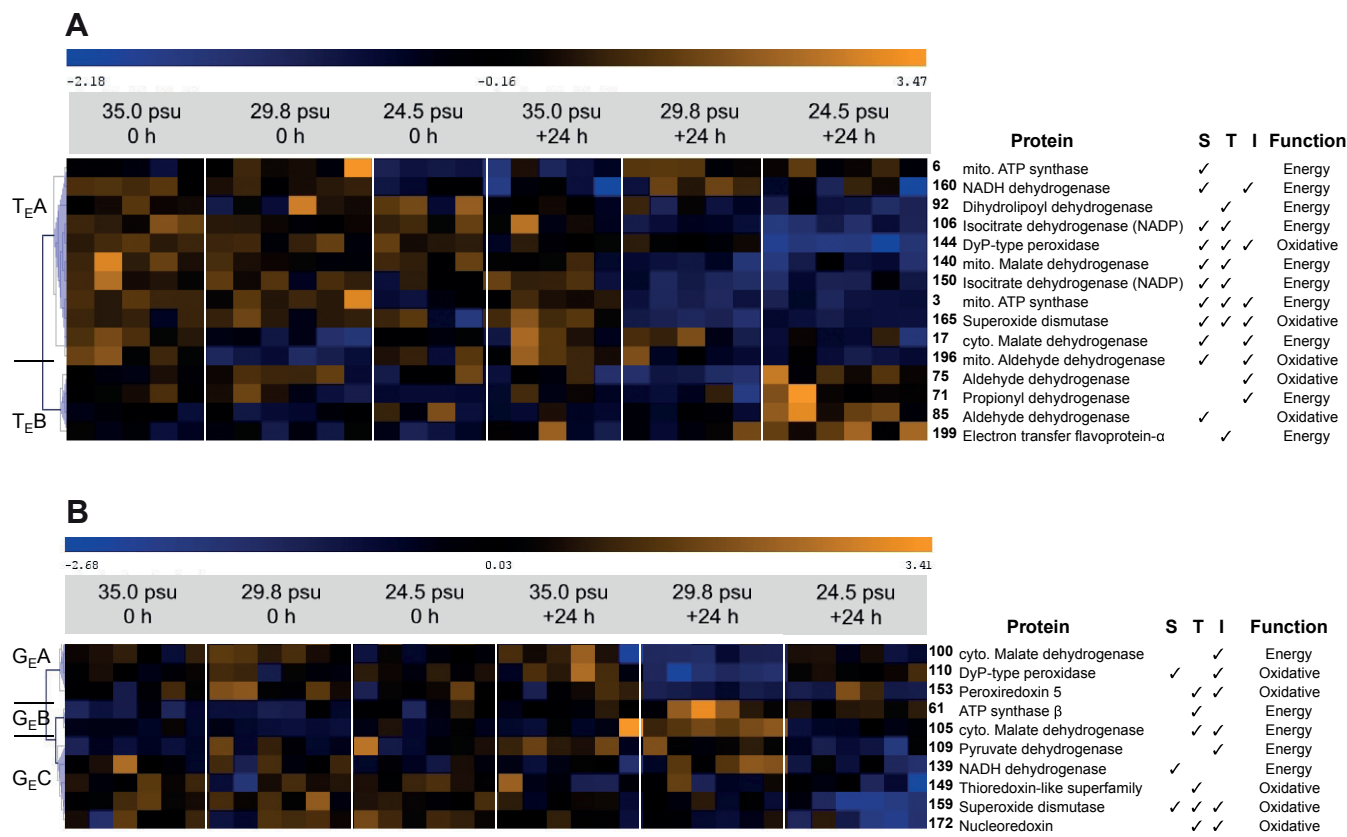 A
-2.18 -0.16 3.47
35.0 psu 29.8 psu 24.5 psu 35.0 psu 29.8 psu 24.5 psu
0 h 0 h 0 h +24 h +24 h +24 h
Protein S T I Function
6 mito. ATP synthase ✓ Energy
160 NADH dehydrogenase ✓ ✓ Energy
TEA
92 Dihydrolipoyl dehydrogenase ✓ Energy
106 Isocitrate dehydrogenase (NADP) ✓ ✓ Energy
144 DyP-type peroxidase ✓ ✓ ✓ Oxidative
140 mito. Malate dehydrogenase ✓ ✓ Energy
150 Isocitrate dehydrogenase (NADP) ✓ ✓ Energy
3 mito. ATP synthase ✓ ✓ ✓ Energy
165 Superoxide dismutase ✓ ✓ ✓ Oxidative
17 cyto. Malate dehydrogenase ✓ ✓ Energy
196 mito. Aldehyde dehydrogenase ✓ ✓ Oxidative
75 Aldehyde dehydrogenase ✓ Oxidative
71 Propionyl dehydrogenase ✓ Energy
TEB
85 Aldehyde dehydrogenase ✓ Oxidative
199 Electron transfer flavoprotein-α ✓ Energy
B
-2.68 0.03 3.41
35.0 psu 29.8 psu 24.5 psu 35.0 psu 29.8 psu 24.5 psu
0 h 0 h 0 h +24 h +24 h +24 h
Protein S T I Function
GEA
100 cyto. Malate dehydrogenase ✓ Energy
110 DyP-type peroxidase ✓ ✓ Oxidative
153 Peroxiredoxin 5 ✓ ✓ Oxidative
GEB
61 ATP synthase β ✓ Energy
105 cyto. Malate dehydrogenase ✓ ✓ Energy
109 Pyruvate dehydrogenase ✓ Energy
139 NADH dehydrogenase ✓ Energy
GEC
149 Thioredoxin-like superfamily ✓ Oxidative
159 Superoxide dismutase ✓ ✓ ✓ Oxidative
172 Nucleoredoxin ✓ ✓ Oxidative